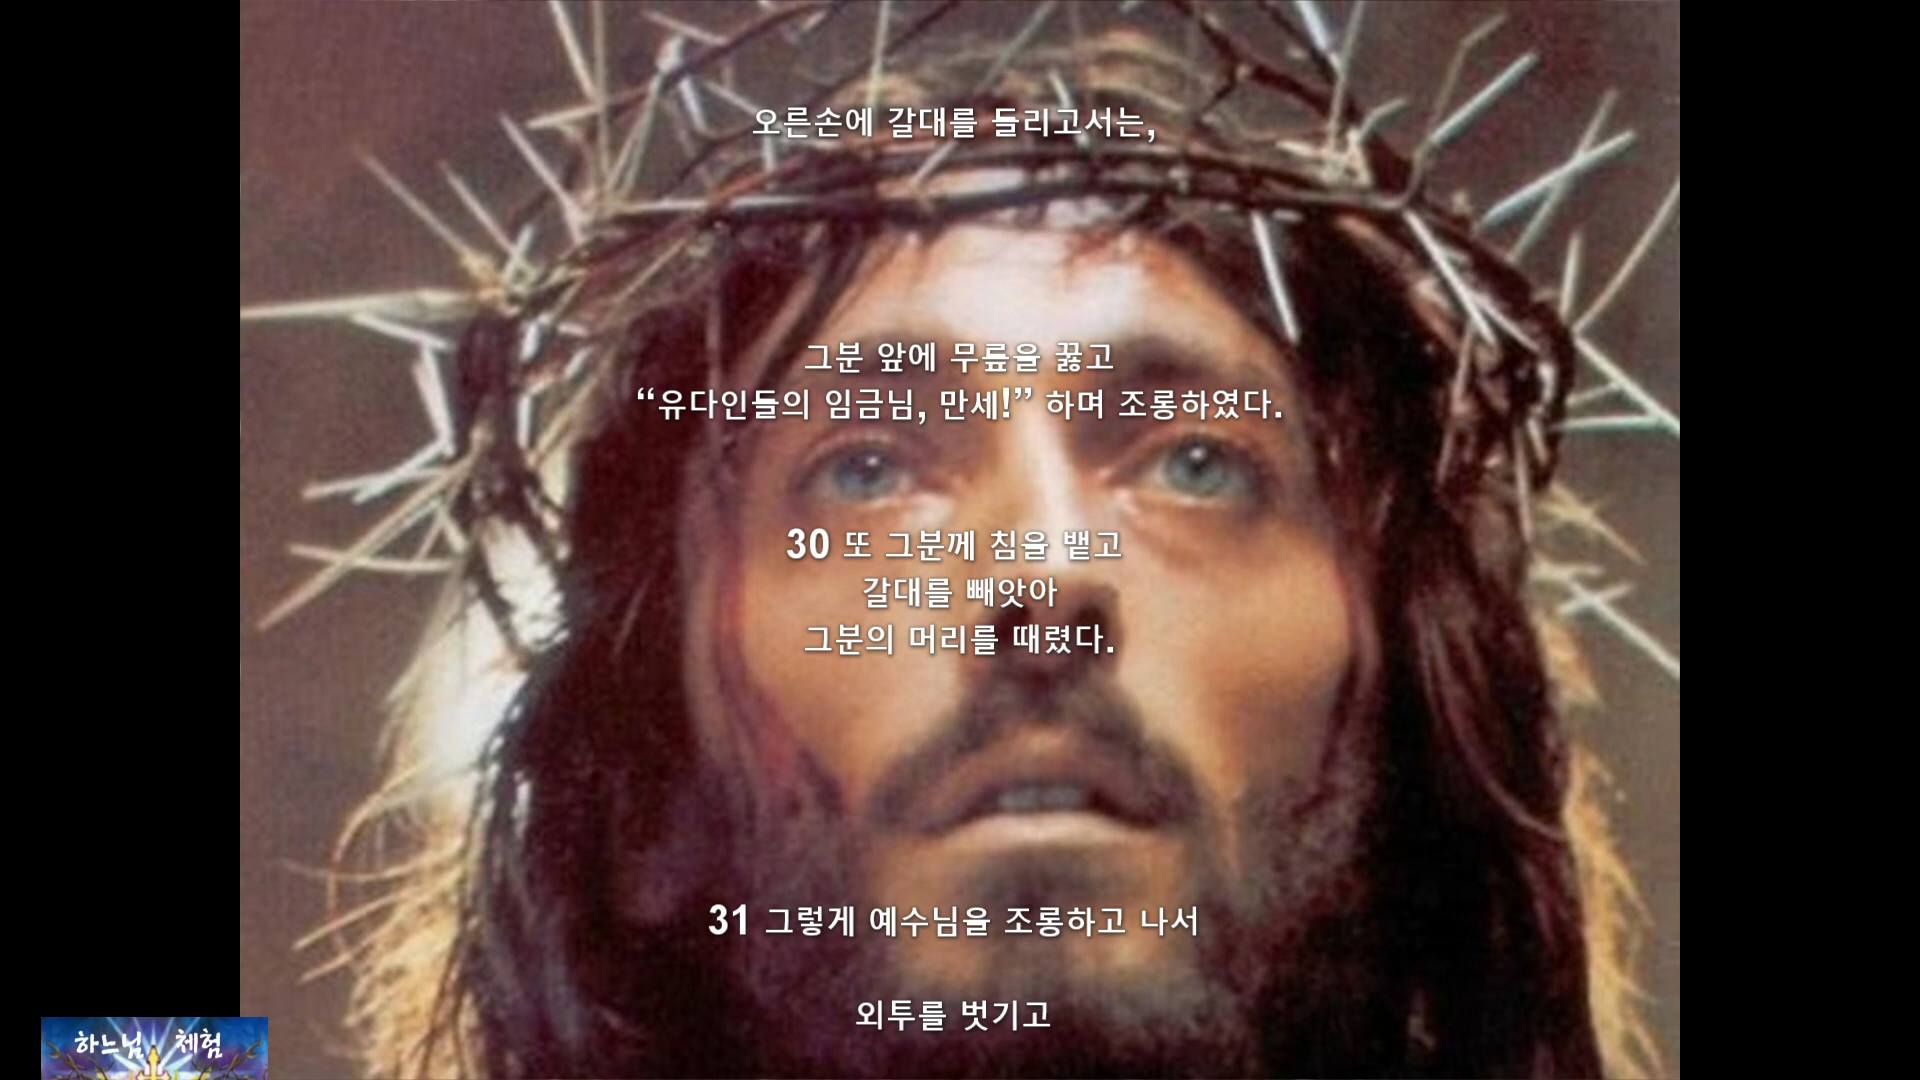 오른손에 갈대를 들리고서는,
그분 앞에 무릎을 꿇고
“유다인들의 임금님, 만세!” 하며 조롱하였다.
30 또 그분께 침을 뱉고
갈대를 빼앗아
그분의 머리를 때렸다.
31 그렇게 예수님을 조롱하고 나서
외투를 벗기고
하느님 체험